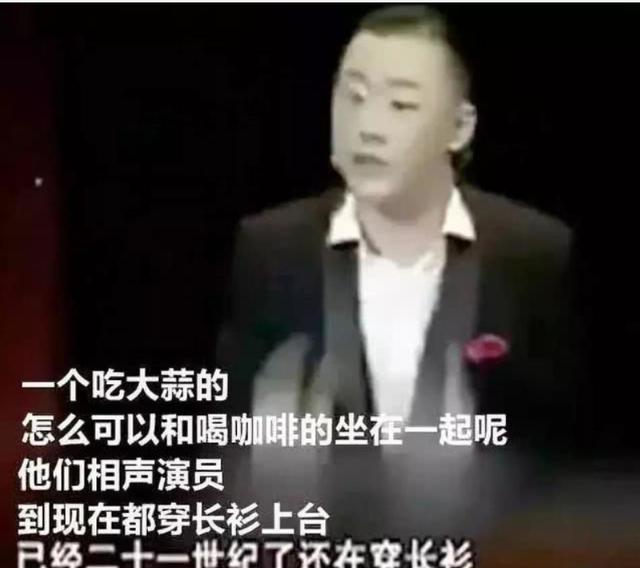 一个吃大蒜的
怎么可以和喝咖啡的坐在一起呢
他们相声演员
到现在都穿长衫上台
已经二十一世纪了还在穿长衫